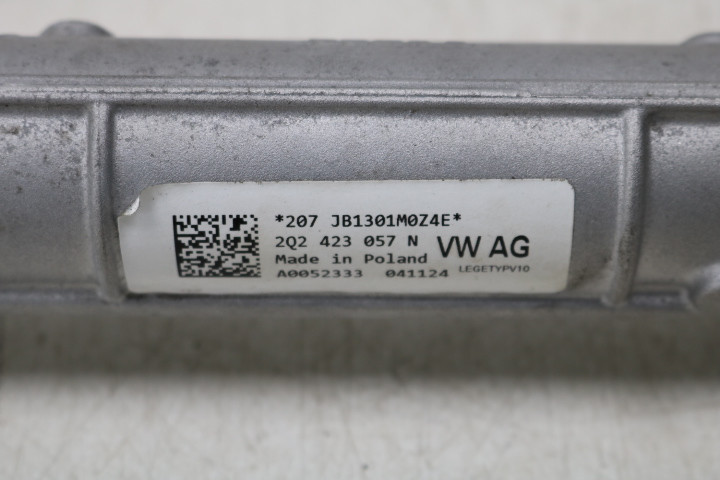 *207 JB1301M0Z4E*
2Q2 423 057 N VW AG
Made in Poland LEGETYPV10
A0052333 041124